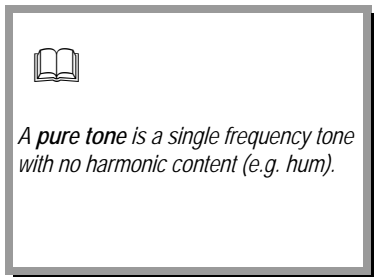 A pure tone is a single frequency tone
with no harmonic content (e.g. hum).